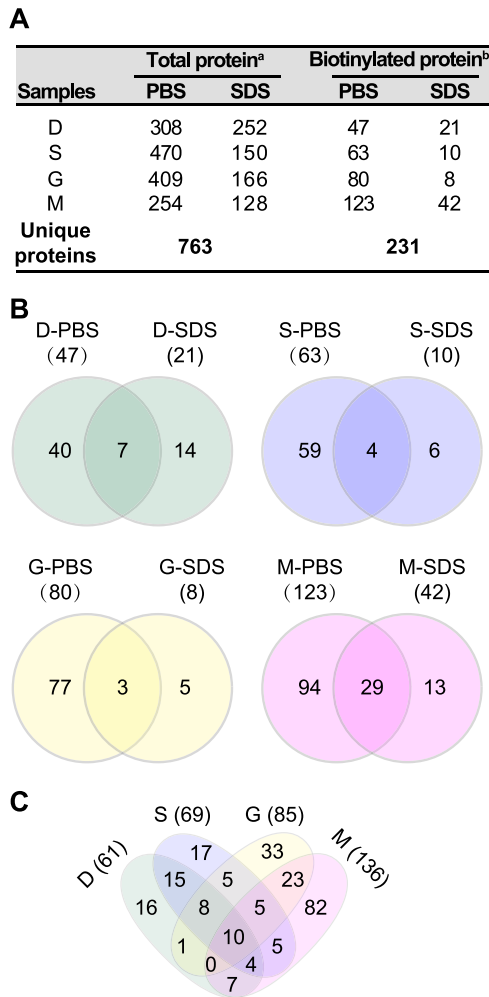 A
Total proteinᵃ Biotinylated proteinᵇ
Samples PBS SDS PBS SDS
D 308 252 47 21
S 470 150 63 10
G 409 166 80 8
M 254 128 123 42
Unique proteins 763 231
B
D-PBS D-SDS S-PBS S-SDS
(47) (21) (63) (10)
40 7 14 59 4 6
G-PBS G-SDS M-PBS M-SDS
(80) (8) (123) (42)
77 3 5 94 29 13
C
S (69) G (85)
D (61) M (136)
17 33
15 5 23
16 8 5 82
10
1 5
0 4
7